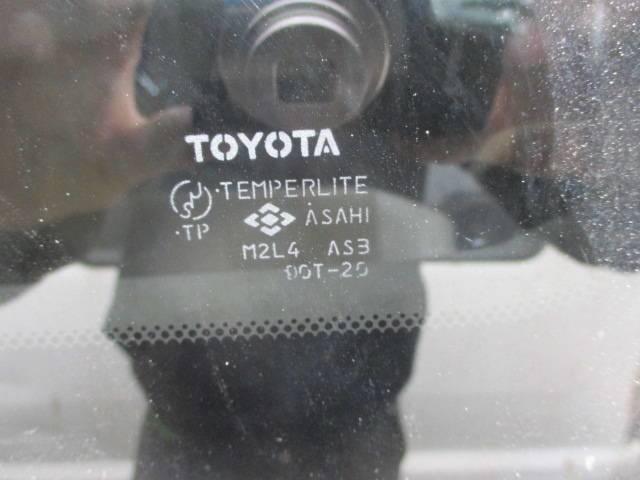 TOYOTA
TEMPERLITE
ASAHI
TP
M2L4 AS3
DOT-20